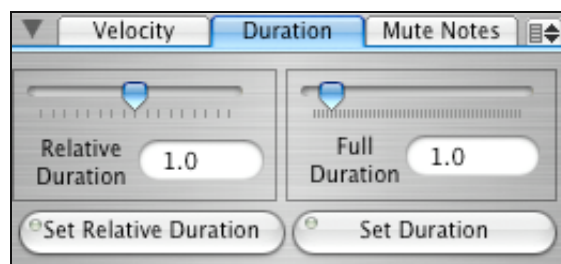 Velocity Duration Mute Notes
Relative Duration 1.0
Full Duration 1.0
Set Relative Duration Set Duration